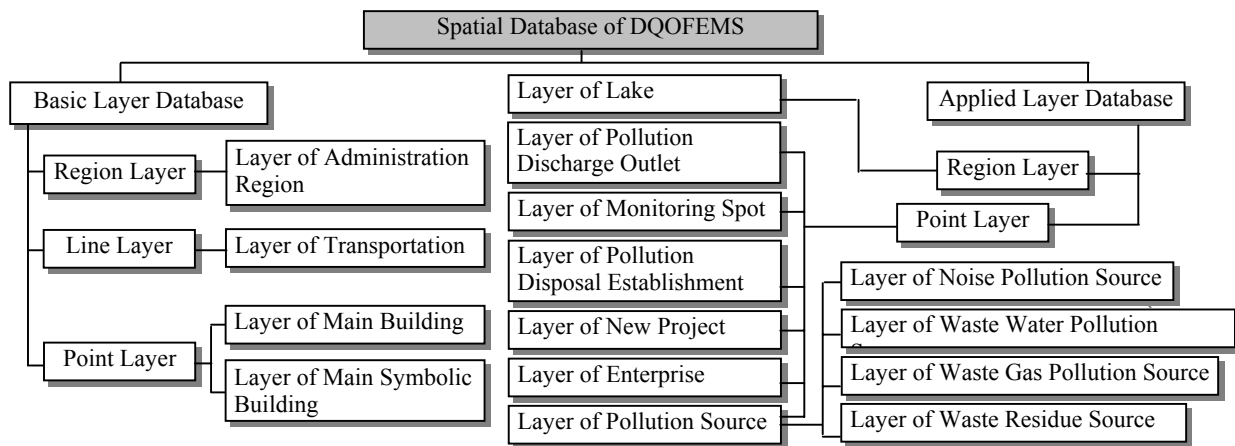 Spatial Database of DQOFEMS
Basic Layer Database
Region Layer
Layer of Administration
Region
Line Layer
Layer of Transportation
Point Layer
Layer of Main Building
Layer of Main Symbolic
Building
Applied Layer Database
Region Layer
Layer of Lake
Point Layer
Layer of Pollution
Discharge Outlet
Layer of Monitoring Spot
Layer of Pollution
Disposal Establishment
Layer of New Project
Layer of Enterprise
Layer of Pollution Source
Layer of Noise Pollution Source
Layer of Waste Water Pollution
Layer of Waste Gas Pollution Source
Layer of Waste Residue Source